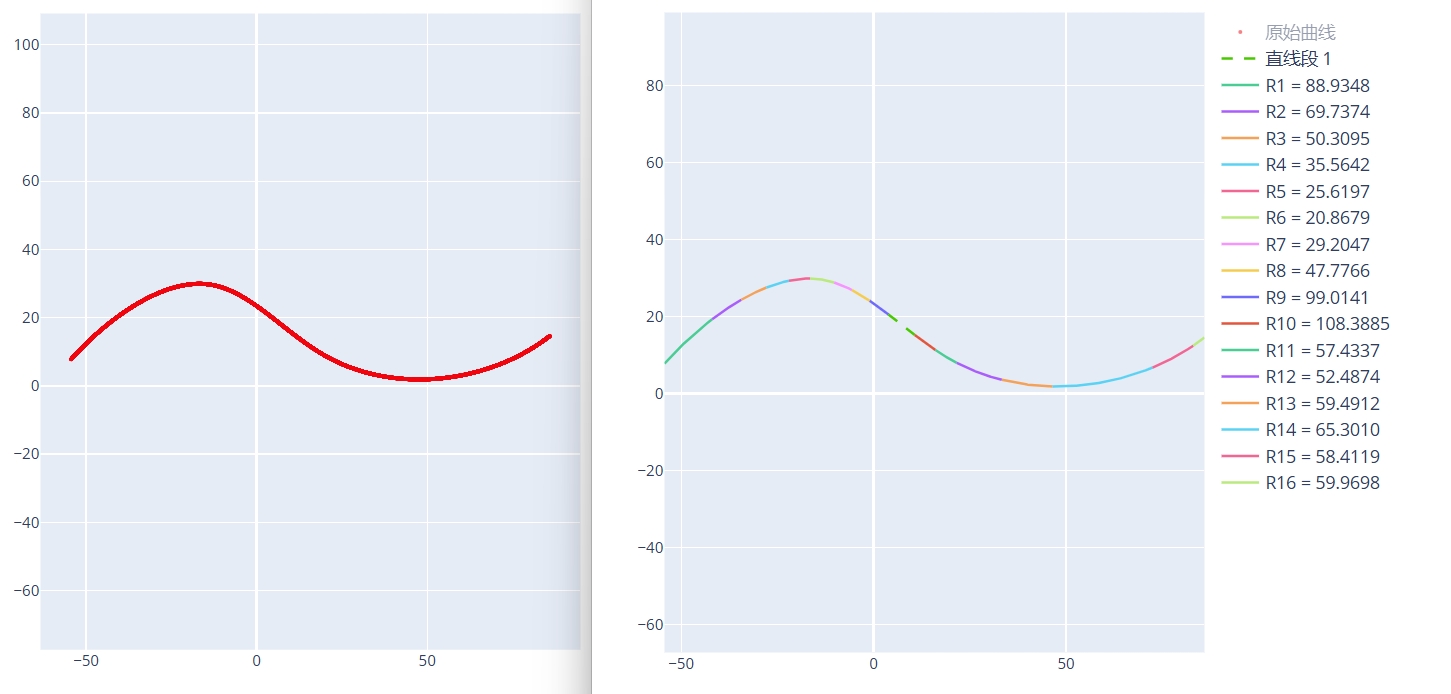 100
80
60
40
20
0
−20
−40
−60
−50
0
50
80
60
40
20
0
−20
−40
−60
−50
0
50
原始曲线
直线段 1
R1 = 88.9348
R2 = 69.7374
R3 = 50.3095
R4 = 35.5642
R5 = 25.6197
R6 = 20.8679
R7 = 29.2047
R8 = 47.7766
R9 = 99.0141
R10 = 108.3885
R11 = 57.4337
R12 = 52.4874
R13 = 59.4912
R14 = 65.3010
R15 = 58.4119
R16 = 59.9698